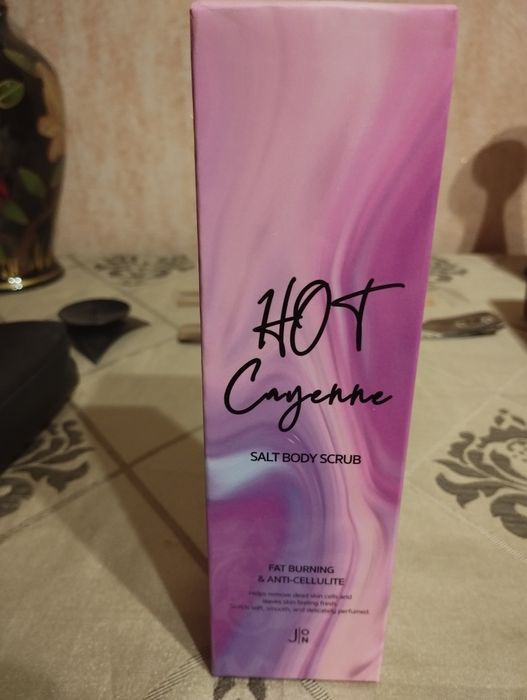 HOT
Cayenne
SALT BODY SCRUB
FAT BURNING
& ANTI-CELLULITE
Helps remove dead skin cells and
leaves skin feeling fresh,
soft, smooth, and delicately perfumed.
J|ON